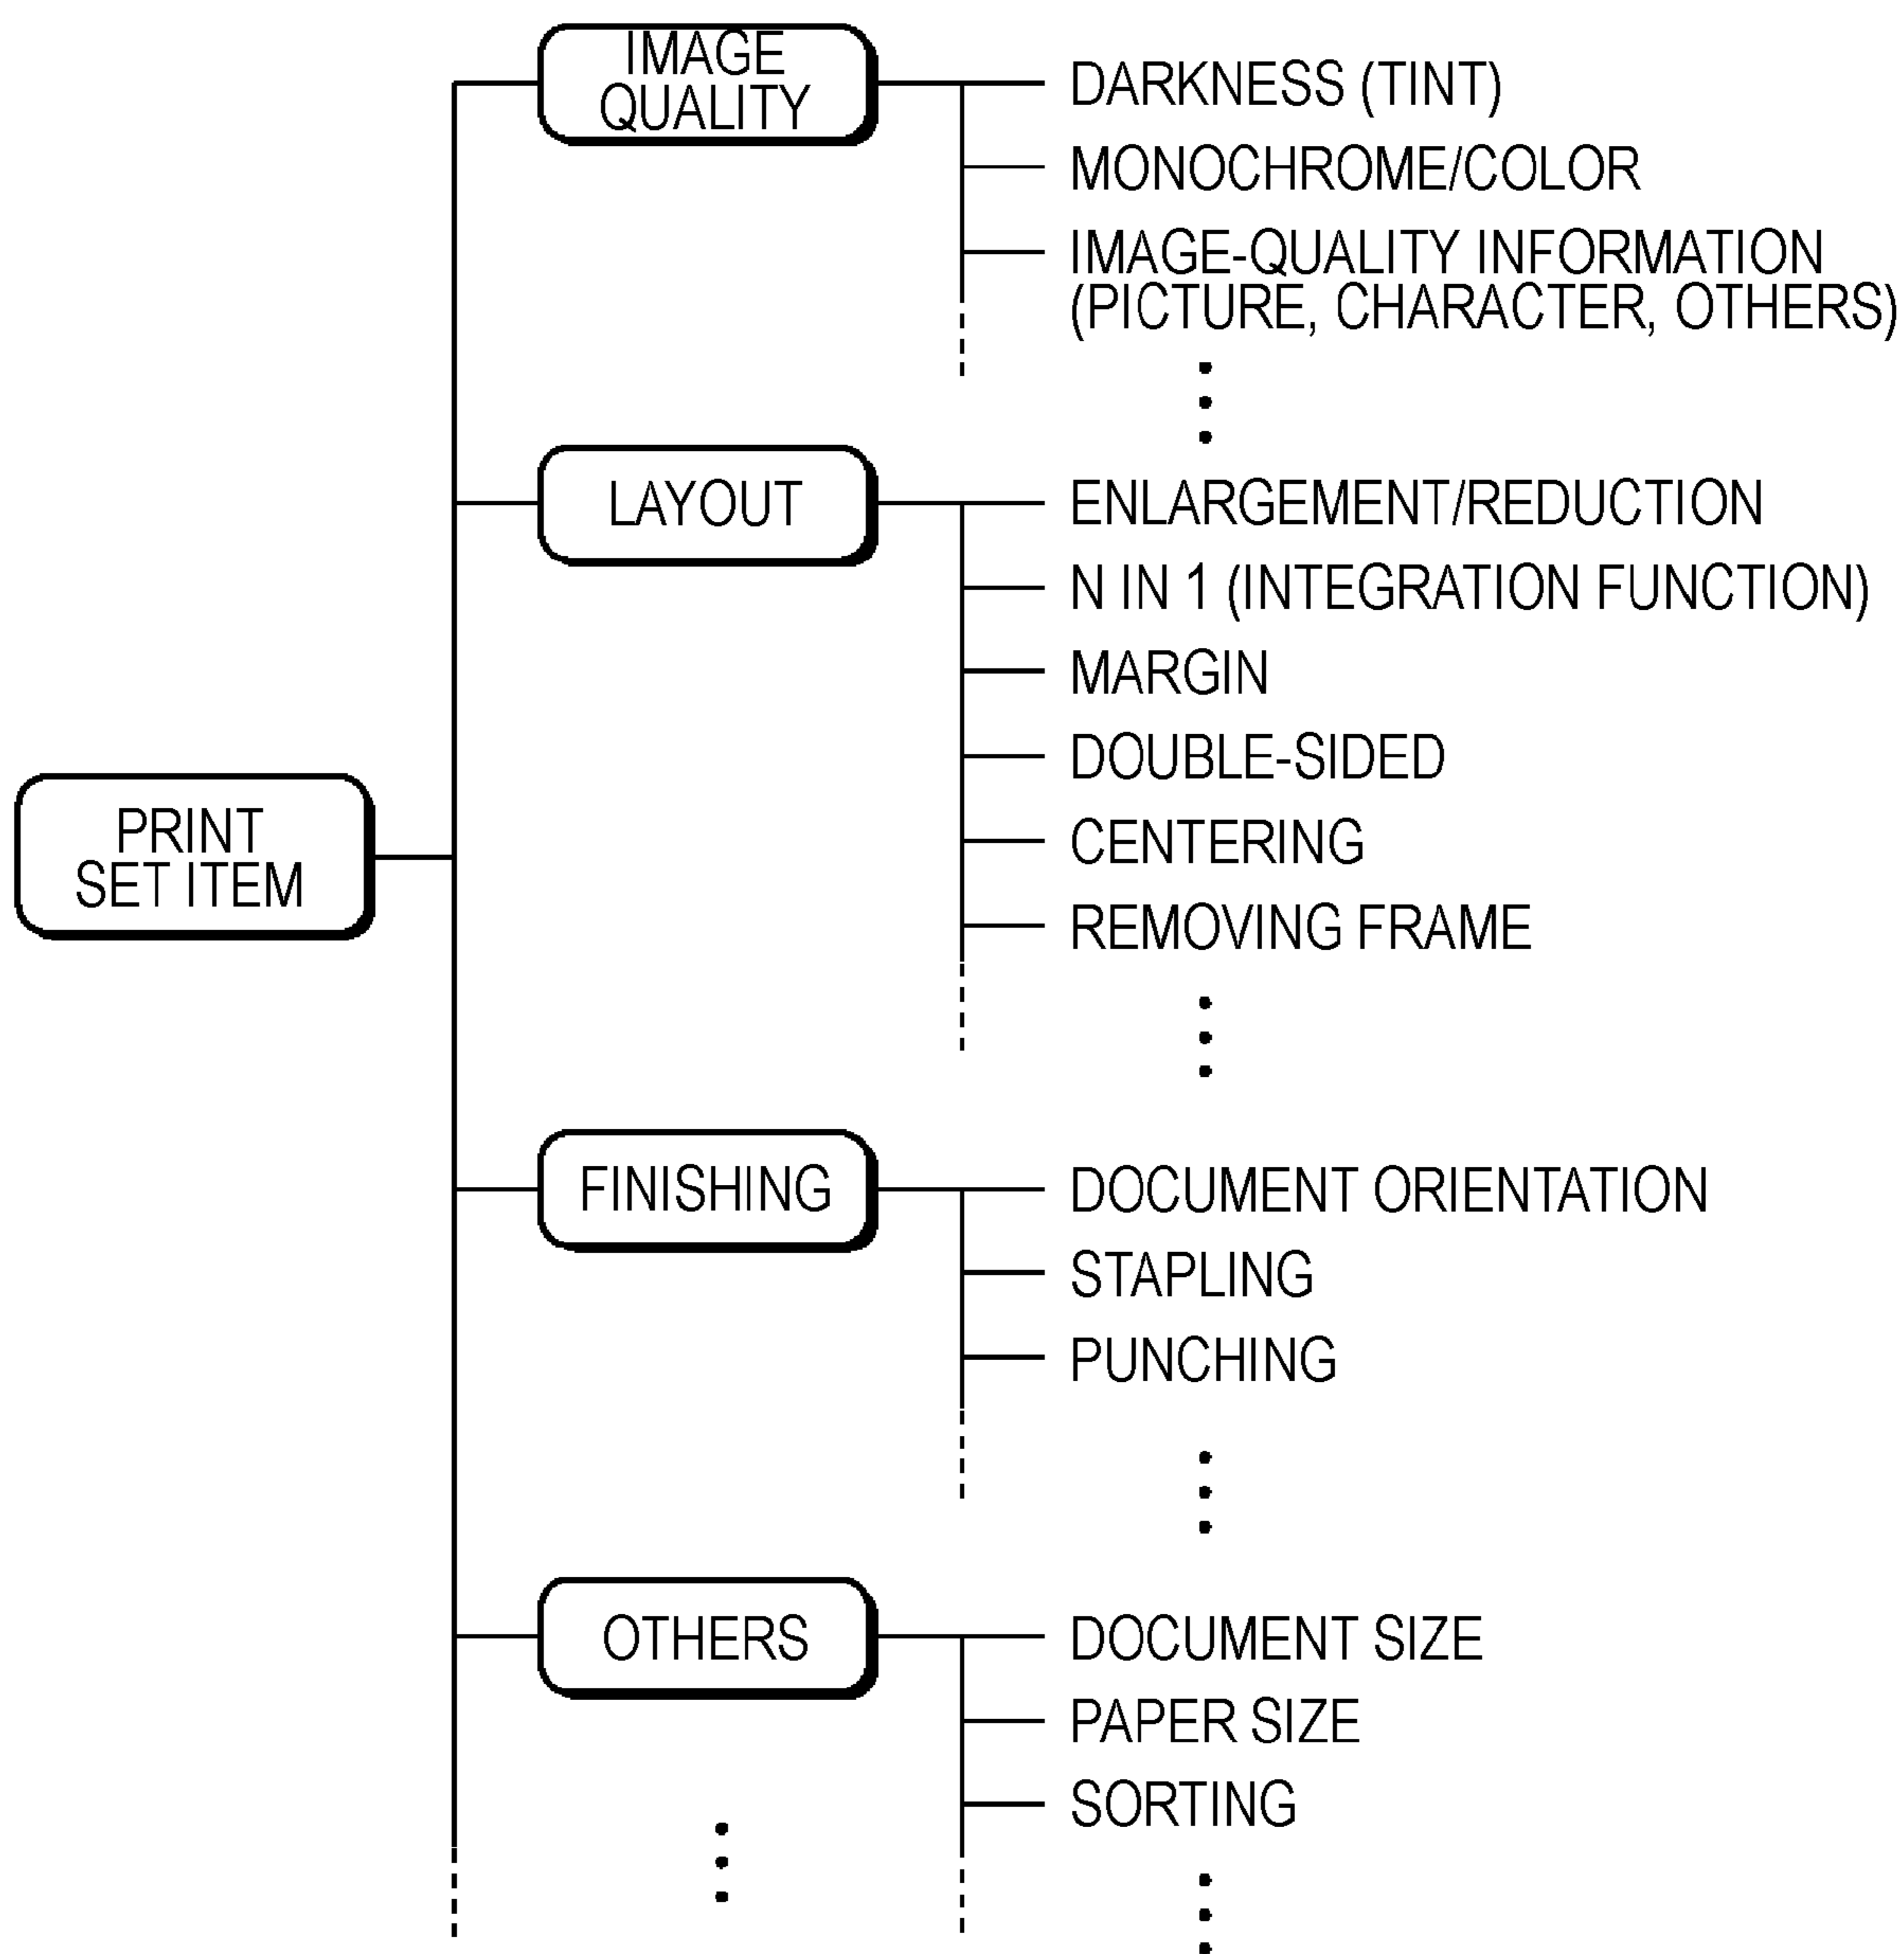 IMAGE
QUALITY
DARKNESS (TINT)
MONOCHROME/COLOR
IMAGE-QUALITY INFORMATION
(PICTURE, CHARACTER, OTHERS)
LAYOUT
ENLARGEMENT/REDUCTION
N IN 1 (INTEGRATION FUNCTION)
MARGIN
DOUBLE-SIDED
CENTERING
REMOVING FRAME
PRINT
SET ITEM
FINISHING
DOCUMENT ORIENTATION
STAPLING
PUNCHING
OTHERS
DOCUMENT SIZE
PAPER SIZE
SORTING